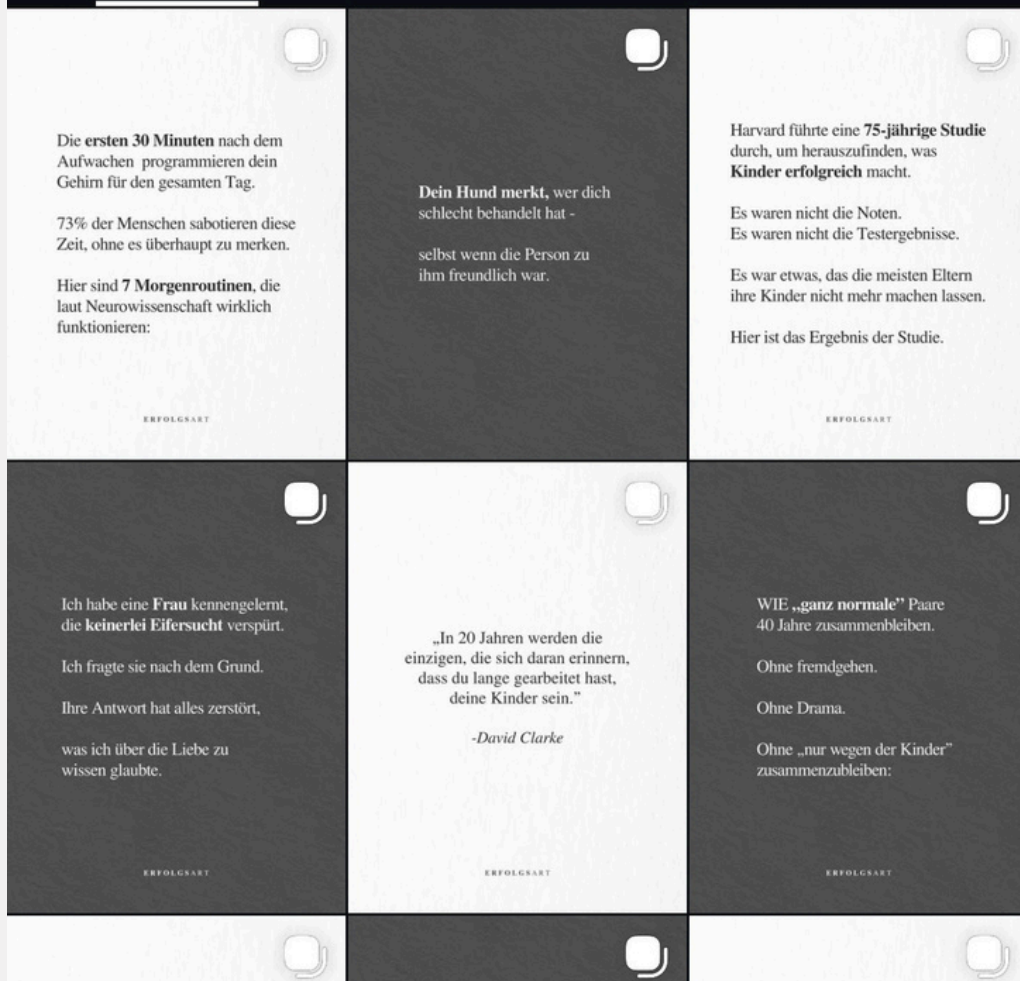 Die ersten 30 Minuten nach dem
Aufwachen programmieren dein
Gehirn für den gesamten Tag.
73% der Menschen sabotieren diese
Zeit, ohne es überhaupt zu merken.
Hier sind 7 Morgenroutinen, die
laut Neurowissenschaft wirklich
funktionieren:
ERFOLGSART
Dein Hund merkt, wer dich
schlecht behandelt hat -
selbst wenn die Person zu
ihm freundlich war.
Harvard führte eine 75-jährige Studie
durch, um herauszufinden, was
Kinder erfolgreich macht.
Es waren nicht die Noten.
Es waren nicht die Testergebnisse.
Es war etwas, das die meisten Eltern
ihre Kinder nicht mehr machen lassen.
Hier ist das Ergebnis der Studie.
ERFOLGSART
Ich habe eine Frau kennengelernt,
die keinerlei Eifersucht verspürt.
Ich fragte sie nach dem Grund.
Ihre Antwort hat alles zerstört,
was ich über die Liebe zu
wissen glaubte.
ERFOLGSART
„In 20 Jahren werden die
einzigen, die sich daran erinnern,
dass du lange gearbeitet hast,
deine Kinder sein.”
-David Clarke
ERFOLGSART
WIE „ganz normale” Paare
40 Jahre zusammenbleiben.
Ohne fremdgehen.
Ohne Drama.
Ohne „nur wegen der Kinder”
zusammenzubleiben:
ERFOLGSART